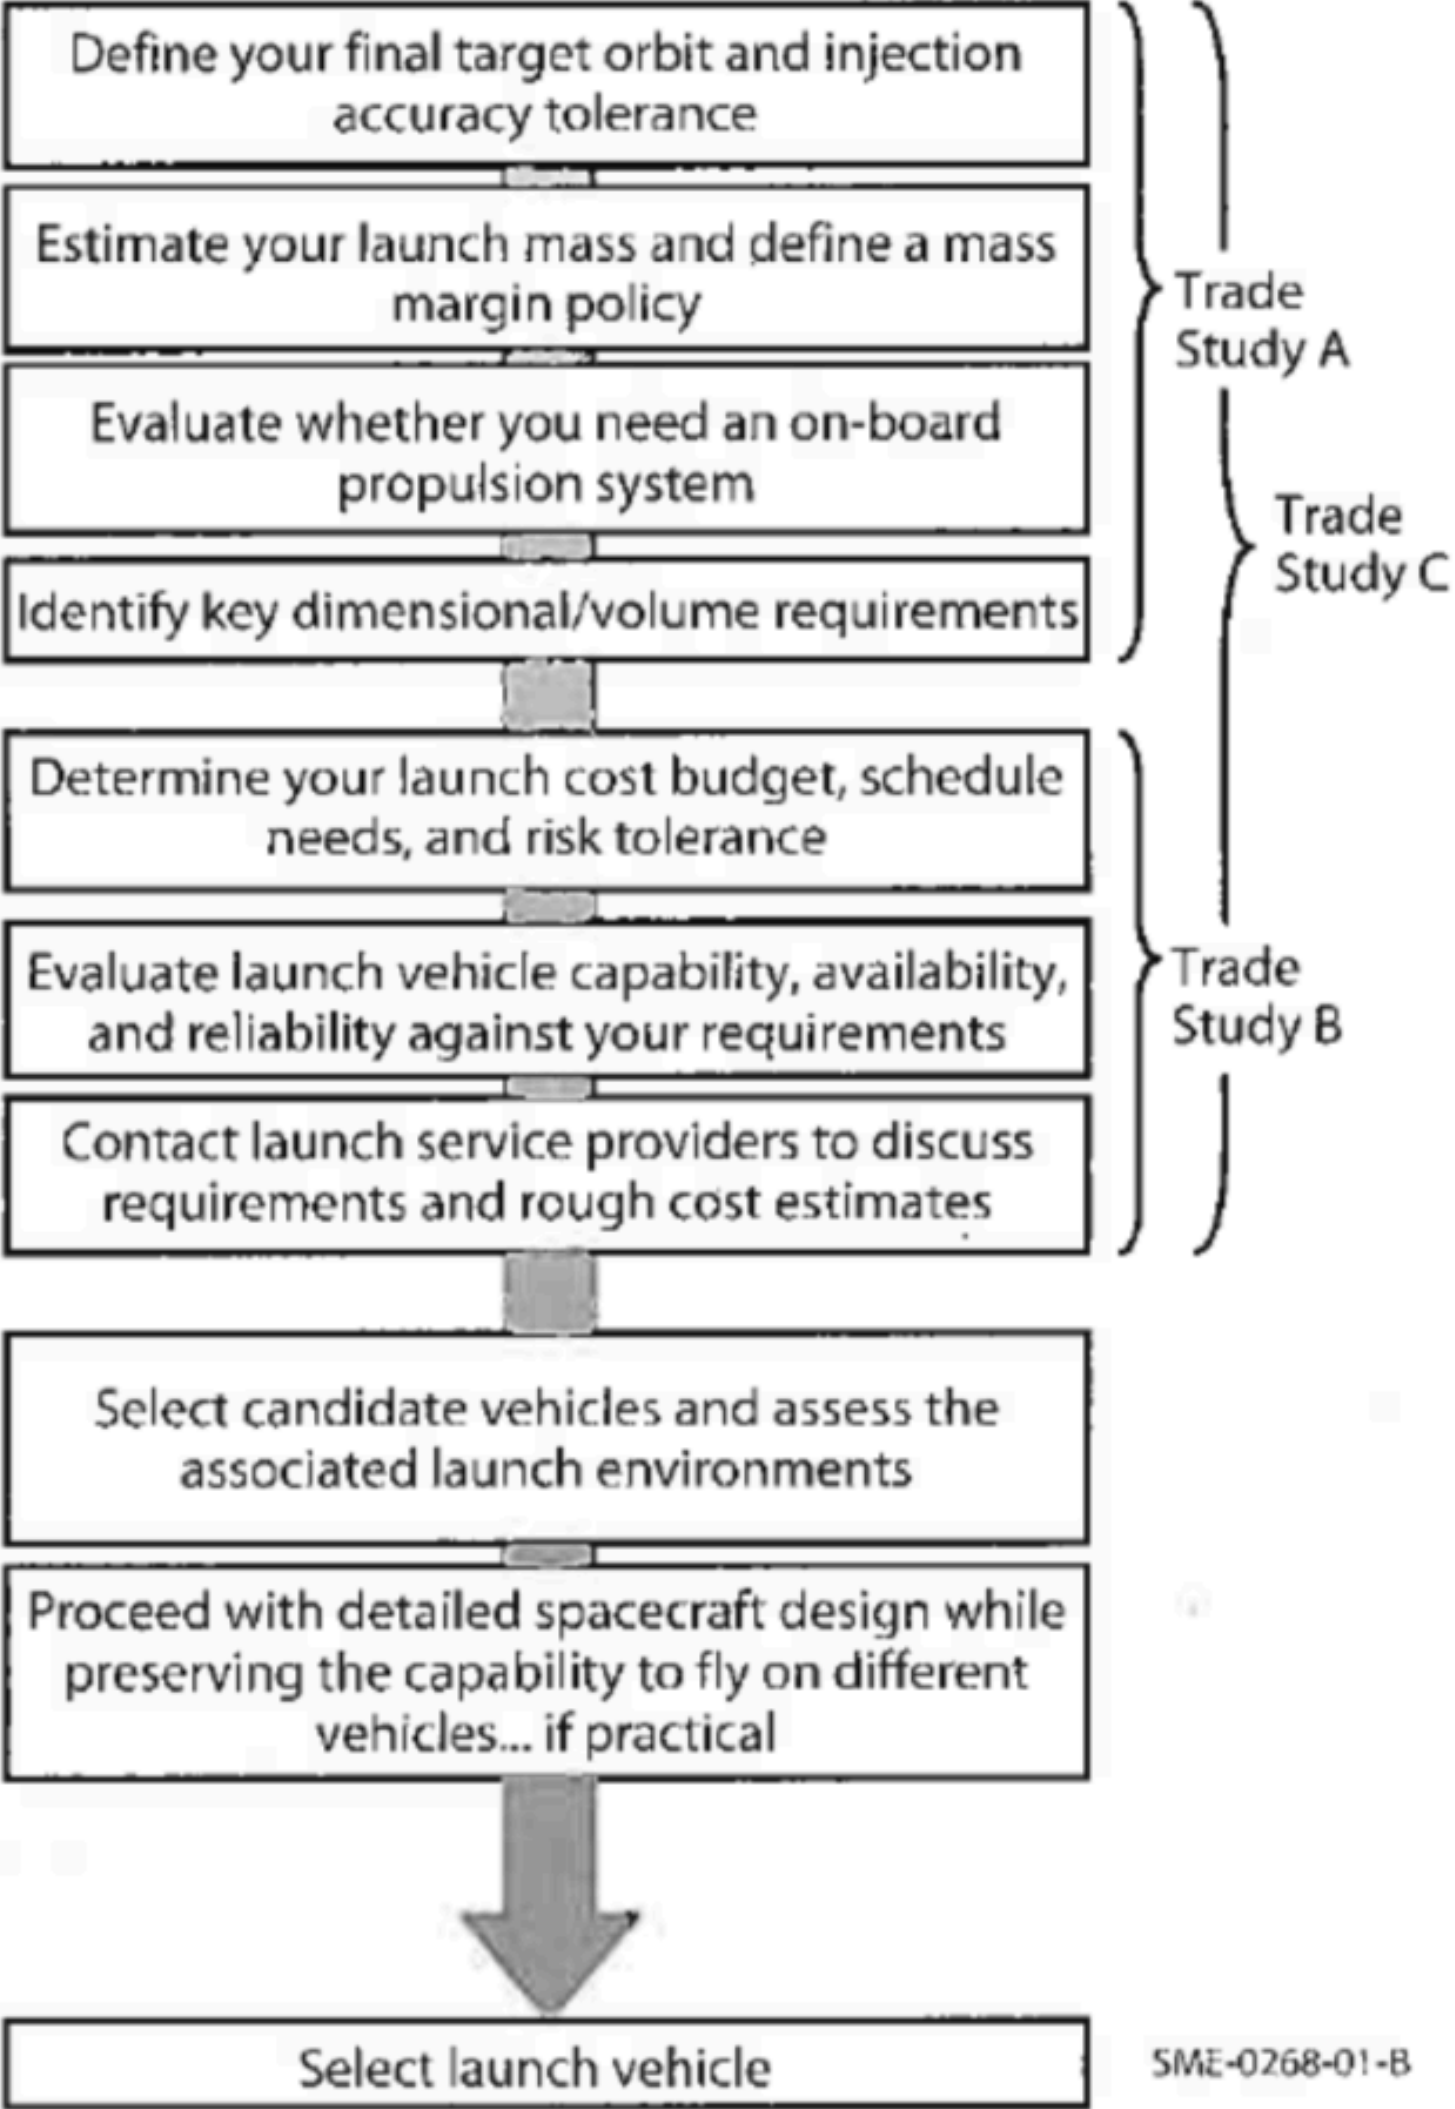 Define your final target orbit and injection
accuracy tolerance
Estimate your launch mass and define a mass
margin policy
Evaluate whether you need an on-board
propulsion system
Identify key dimensional/volume requirements
Trade
Study A
Trade
Study C
Determine your launch cost budget, schedule
needs, and risk tolerance
Evaluate launch vehicle capability, availability,
and reliability against your requirements
Contact launch service providers to discuss
requirements and rough cost estimates
Trade
Study B
Select candidate vehicles and assess the
associated launch environments
Proceed with detailed spacecraft design while
preserving the capability to fly on different
vehicles... if practical
Select launch vehicle
SME-0268-01-B